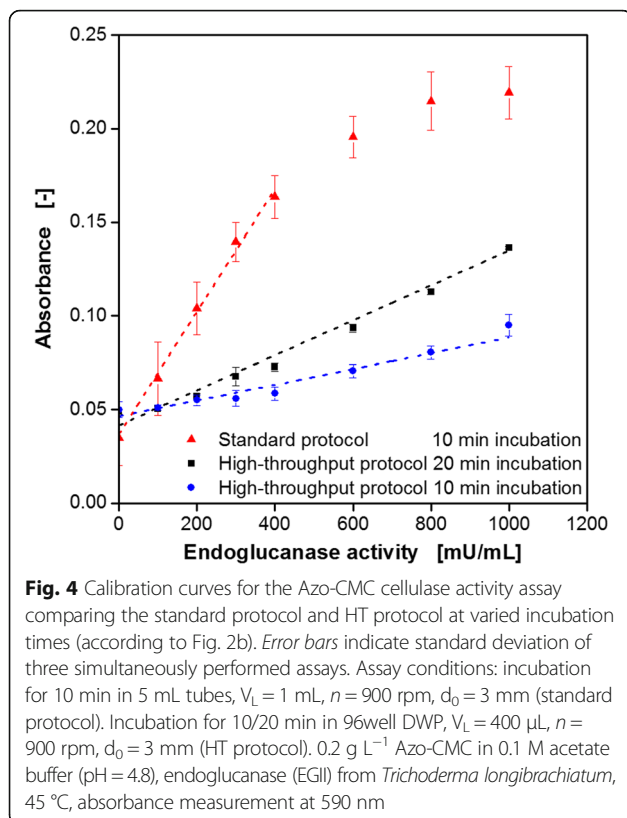 0.25
0.20
0.15
0.10
0.05
0.00
Absorbance [-]
Standard protocol 10 min incubation
High-throughput protocol 20 min incubation
High-throughput protocol 10 min incubation
0 200 400 600 800 1000 1200
Endoglucanase activity [mU/mL]
Fig. 4 Calibration curves for the Azo-CMC cellulase activity assay
comparing the standard protocol and HT protocol at varied incubation
times (according to Fig. 2b). Error bars indicate standard deviation of
three simultaneously performed assays. Assay conditions: incubation
for 10 min in 5 mL tubes, V_L = 1 mL, n = 900 rpm, d₀ = 3 mm (standard
protocol). Incubation for 10/20 min in 96well DWP, V_L = 400 μL, n =
900 rpm, d₀ = 3 mm (HT protocol). 0.2 g L⁻¹ Azo-CMC in 0.1 M acetate
buffer (pH = 4.8), endoglucanase (EGII) from Trichoderma longibrachiatum,
45 °C, absorbance measurement at 590 nm